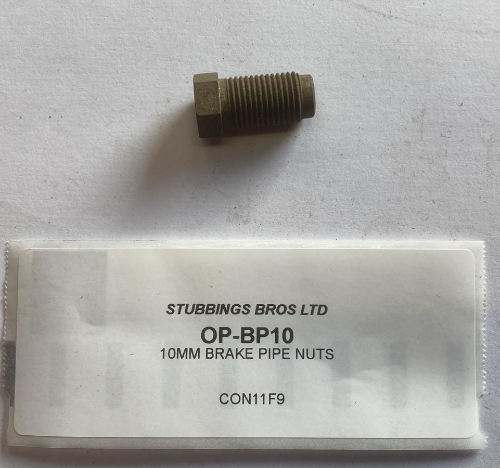 STUBBINGS BROS LTD
OP-BP10
10MM BRAKE PIPE NUTS
CON11F9